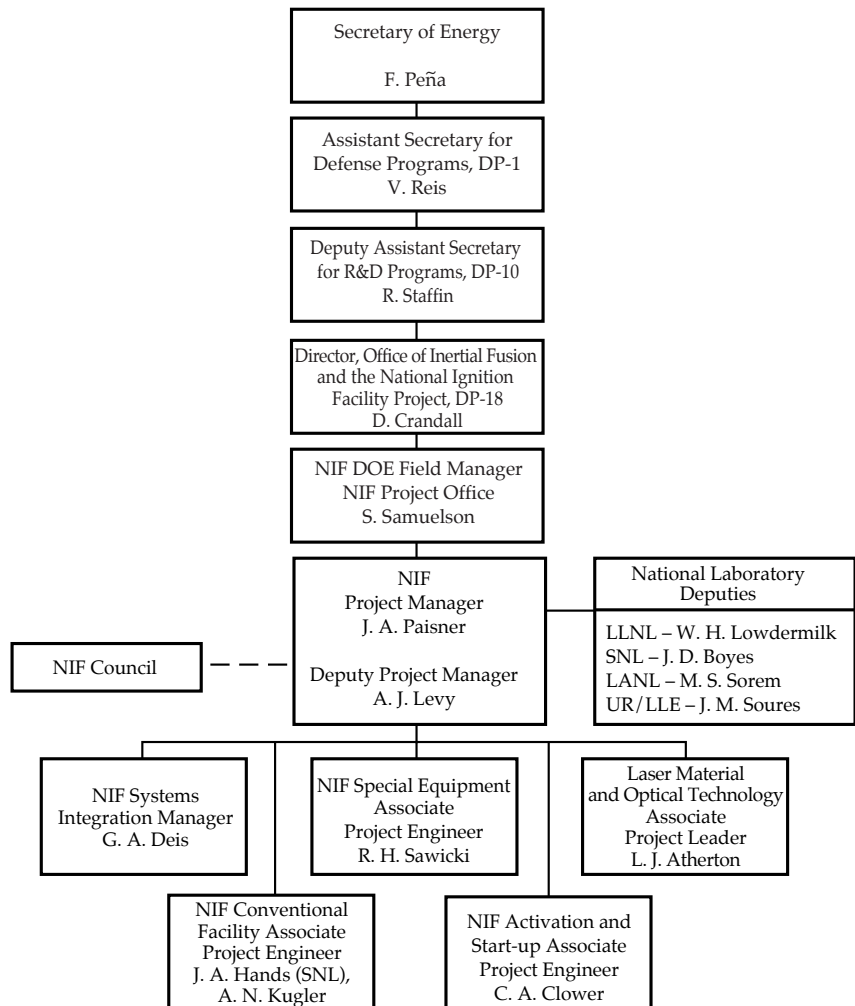 Secretary of Energy
F. Peña
Assistant Secretary for
Defense Programs, DP-1
V. Reis
Deputy Assistant Secretary
for R&D Programs, DP-10
R. Staffin
Director, Office of Inertial Fusion
and the National Ignition
Facility Project, DP-18
D. Crandall
NIF DOE Field Manager
NIF Project Office
S. Samuelson
NIF
Project Manager
J. A. Paisner
Deputy Project Manager
A. J. Levy
National Laboratory
Deputies
LLNL – W. H. Lowdermilk
SNL – J. D. Boyes
LANL – M. S. Sorem
UR/LLE – J. M. Soures
NIF Council
NIF Systems
Integration Manager
G. A. Deis
NIF Special Equipment
Associate
Project Engineer
R. H. Sawicki
Laser Material
and Optical Technology
Associate
Project Leader
L. J. Atherton
NIF Conventional
Facility Associate
Project Engineer
J. A. Hands (SNL),
A. N. Kugler
NIF Activation and
Start-up Associate
Project Engineer
C. A. Clower